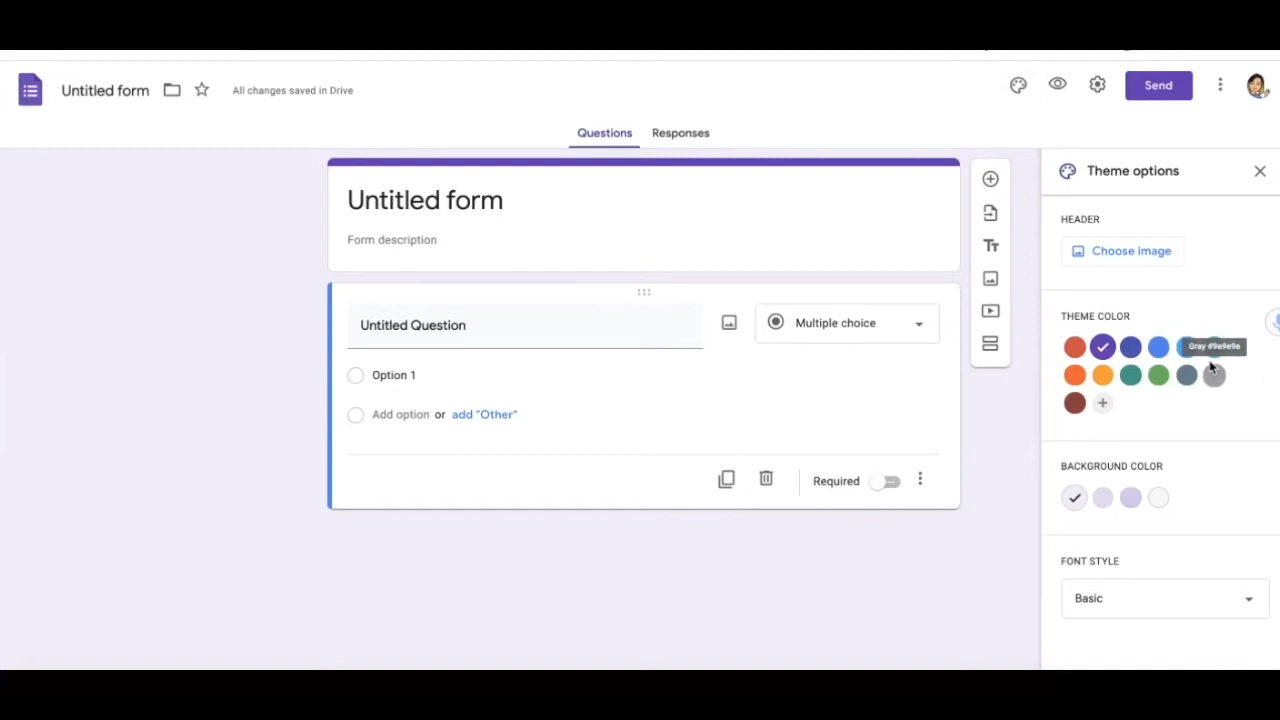 Untitled form
All changes saved in Drive
Send
Questions
Responses
Untitled form
Form description
Untitled Question
Multiple choice
Option 1
Add option or add "Other"
Required
Theme options
HEADER
Choose image
THEME COLOR
Gray #9e9e9e
BACKGROUND COLOR
FONT STYLE
Basic